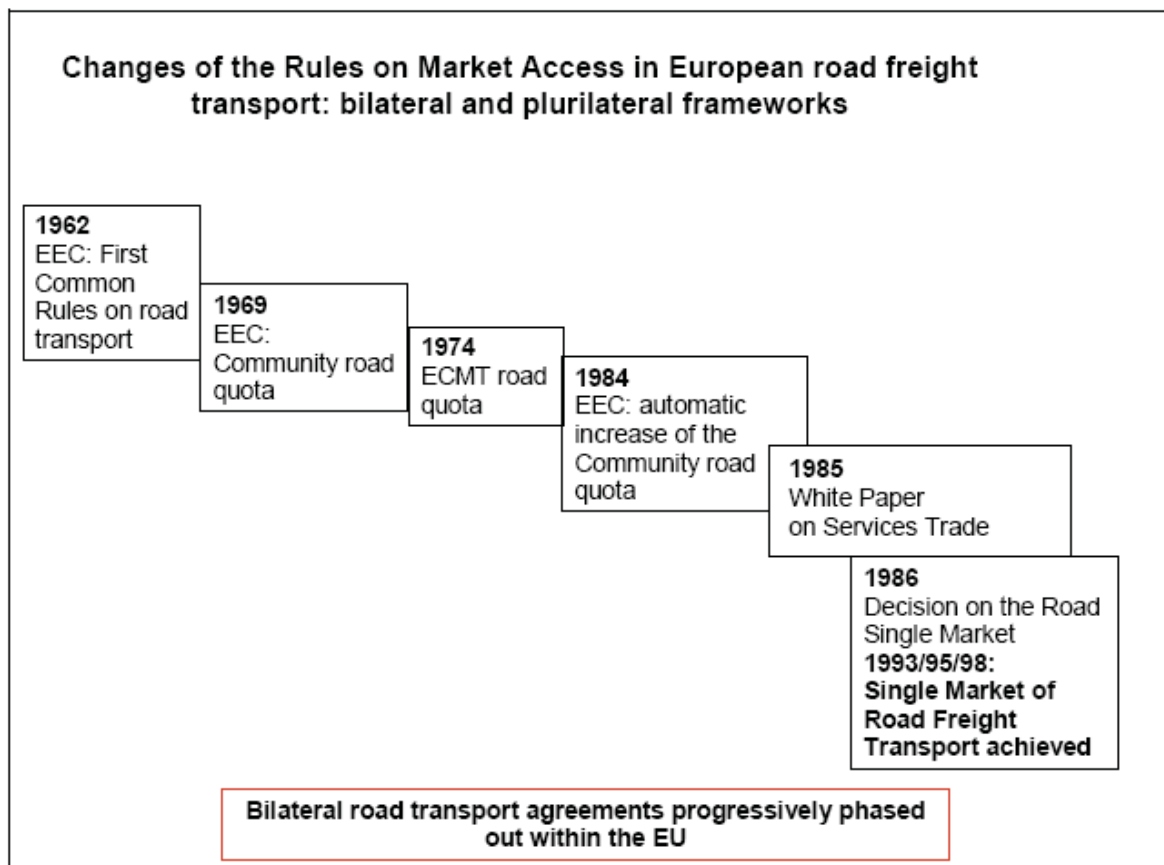 Changes of the Rules on Market Access in European road freight
transport: bilateral and plurilateral frameworks
1962
EEC: First
Common
Rules on road
transport
1969
EEC:
Community road
quota
1974
ECMT road
quota
1984
EEC: automatic
increase of the
Community road
quota
1985
White Paper
on Services Trade
1986
Decision on the Road
Single Market
1993/95/98:
Single Market of
Road Freight
Transport achieved
Bilateral road transport agreements progressively phased
out within the EU